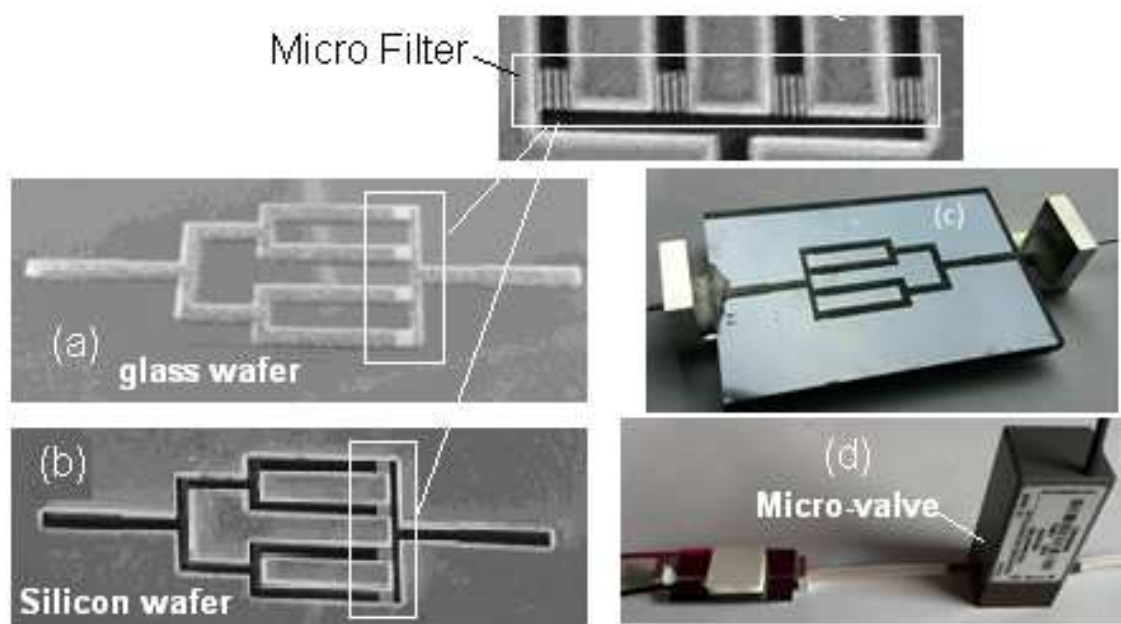 Micro Filter
(a)
glass wafer
(c)
(b)
Silicon wafer
(d)
Micro-valve